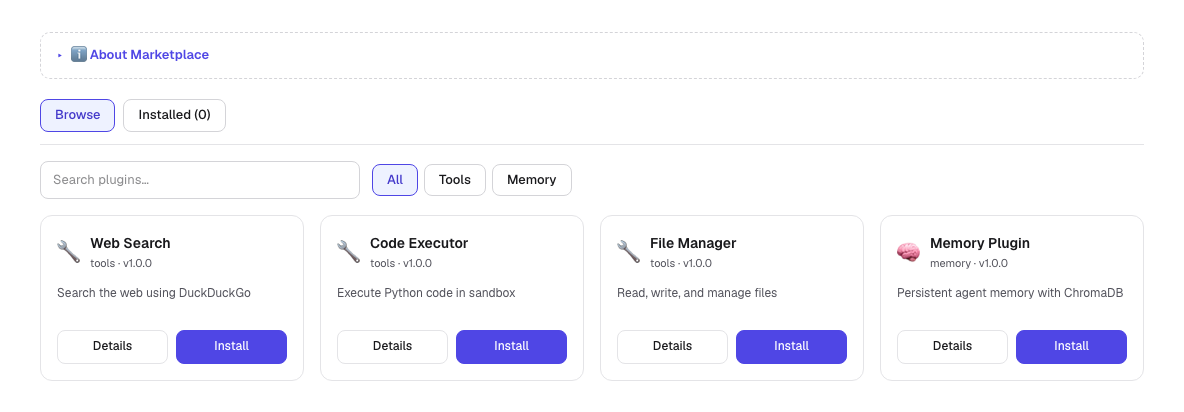 About Marketplace
Browse
Installed (0)
Search plugins...
All
Tools
Memory
Web Search
tools · v1.0.0
Search the web using DuckDuckGo
Details
Install
Code Executor
tools · v1.0.0
Execute Python code in sandbox
Details
Install
File Manager
tools · v1.0.0
Read, write, and manage files
Details
Install
Memory Plugin
memory · v1.0.0
Persistent agent memory with ChromaDB
Details
Install